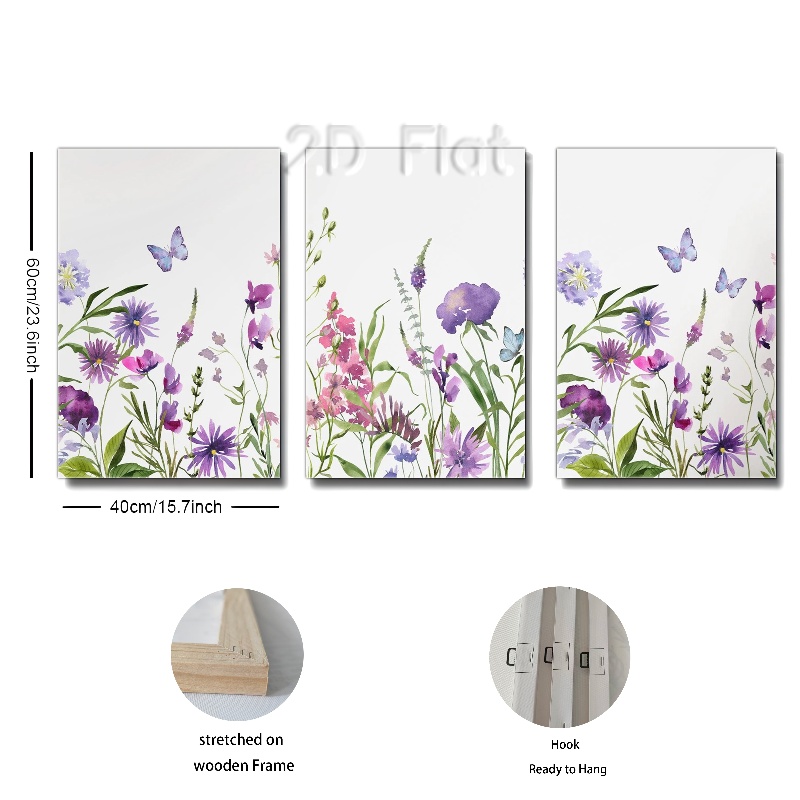 2D Flat
60cm/23.6inch
40cm/15.7inch
stretched on
wooden Frame
Hook
Ready to Hang